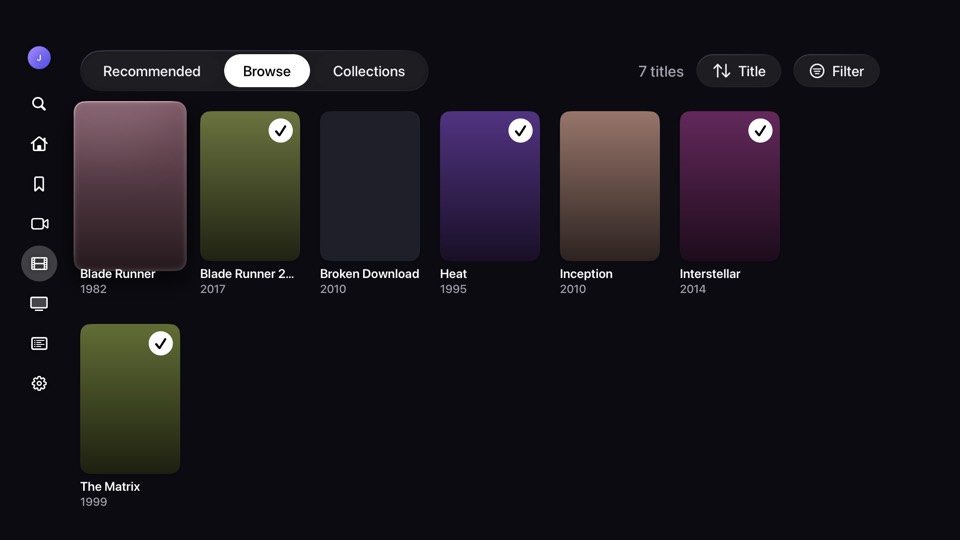 J
Recommended
Browse
Collections
7 titles
Title
Filter
Blade Runner
1982
Blade Runner 2...
2017
Broken Download
2010
Heat
1995
Inception
2010
Interstellar
2014
The Matrix
1999